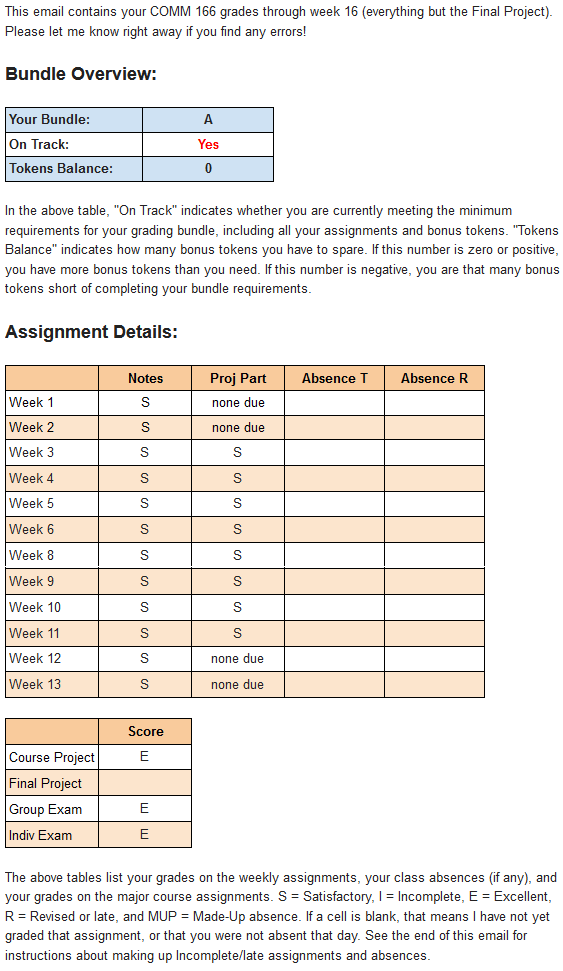 This email contains your COMM 166 grades through week 16 (everything but the Final Project).
Please let me know right away if you find any errors!
Bundle Overview:
Your Bundle: A
On Track: Yes
Tokens Balance: 0
In the above table, "On Track" indicates whether you are currently meeting the minimum
requirements for your grading bundle, including all your assignments and bonus tokens. "Tokens
Balance" indicates how many bonus tokens you have to spare. If this number is zero or positive,
you have more bonus tokens than you need. If this number is negative, you are that many bonus
tokens short of completing your bundle requirements.
Assignment Details:
Notes Proj Part Absence T Absence R
Week 1 S none due
Week 2 S none due
Week 3 S S
Week 4 S S
Week 5 S S
Week 6 S S
Week 8 S S
Week 9 S S
Week 10 S S
Week 11 S S
Week 12 S none due
Week 13 S none due
Score
Course Project E
Final Project
Group Exam E
Indiv Exam E
The above tables list your grades on the weekly assignments, your class absences (if any), and
your grades on the major course assignments. S = Satisfactory, I = Incomplete, E = Excellent,
R = Revised or late, and MUP = Made-Up absence. If a cell is blank, that means I have not yet
graded that assignment, or that you were not absent that day. See the end of this email for
instructions about making up Incomplete/late assignments and absences.